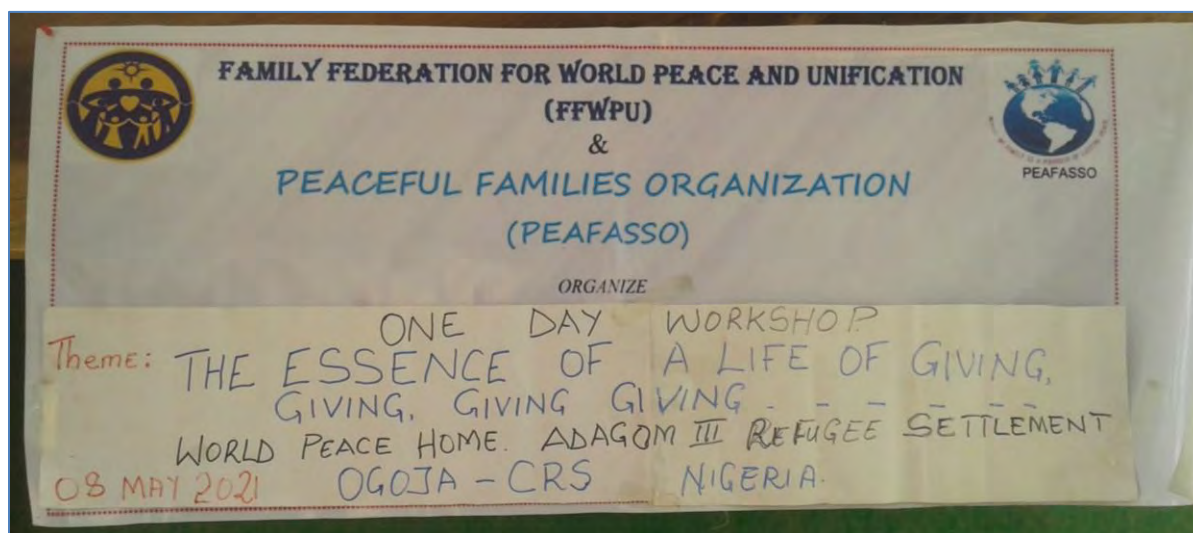 FAMILY FEDERATION FOR WORLD PEACE AND UNIFICATION
(FFWPU)
&
PEACEFUL FAMILIES ORGANIZATION
(PEAFASSO)
PEAFASSO
ORGANIZE
ONE DAY WORKSHOP
Theme: THE ESSENCE OF A LIFE OF GIVING,
GIVING, GIVING GIVING - - - - - -
WORLD PEACE HOME. ADAGOM III REFUGEE SETTLEMENT
08 MAY 2021 OGOJA - CRS NIGERIA.